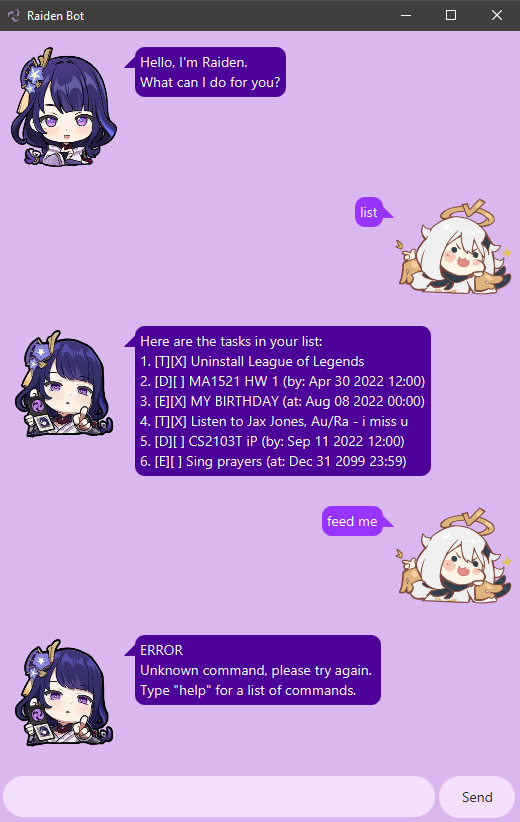 Raiden Bot
Hello, I'm Raiden.
What can I do for you?
list
Here are the tasks in your list:
1. [T][X] Uninstall League of Legends
2. [D][ ] MA1521 HW 1 (by: Apr 30 2022 12:00)
3. [E][X] MY BIRTHDAY (at: Aug 08 2022 00:00)
4. [T][X] Listen to Jax Jones, Au/Ra - i miss u
5. [D][ ] CS2103T iP (by: Sep 11 2022 12:00)
6. [E][ ] Sing prayers (at: Dec 31 2099 23:59)
feed me
ERROR
Unknown command, please try again.
Type "help" for a list of commands.
Send